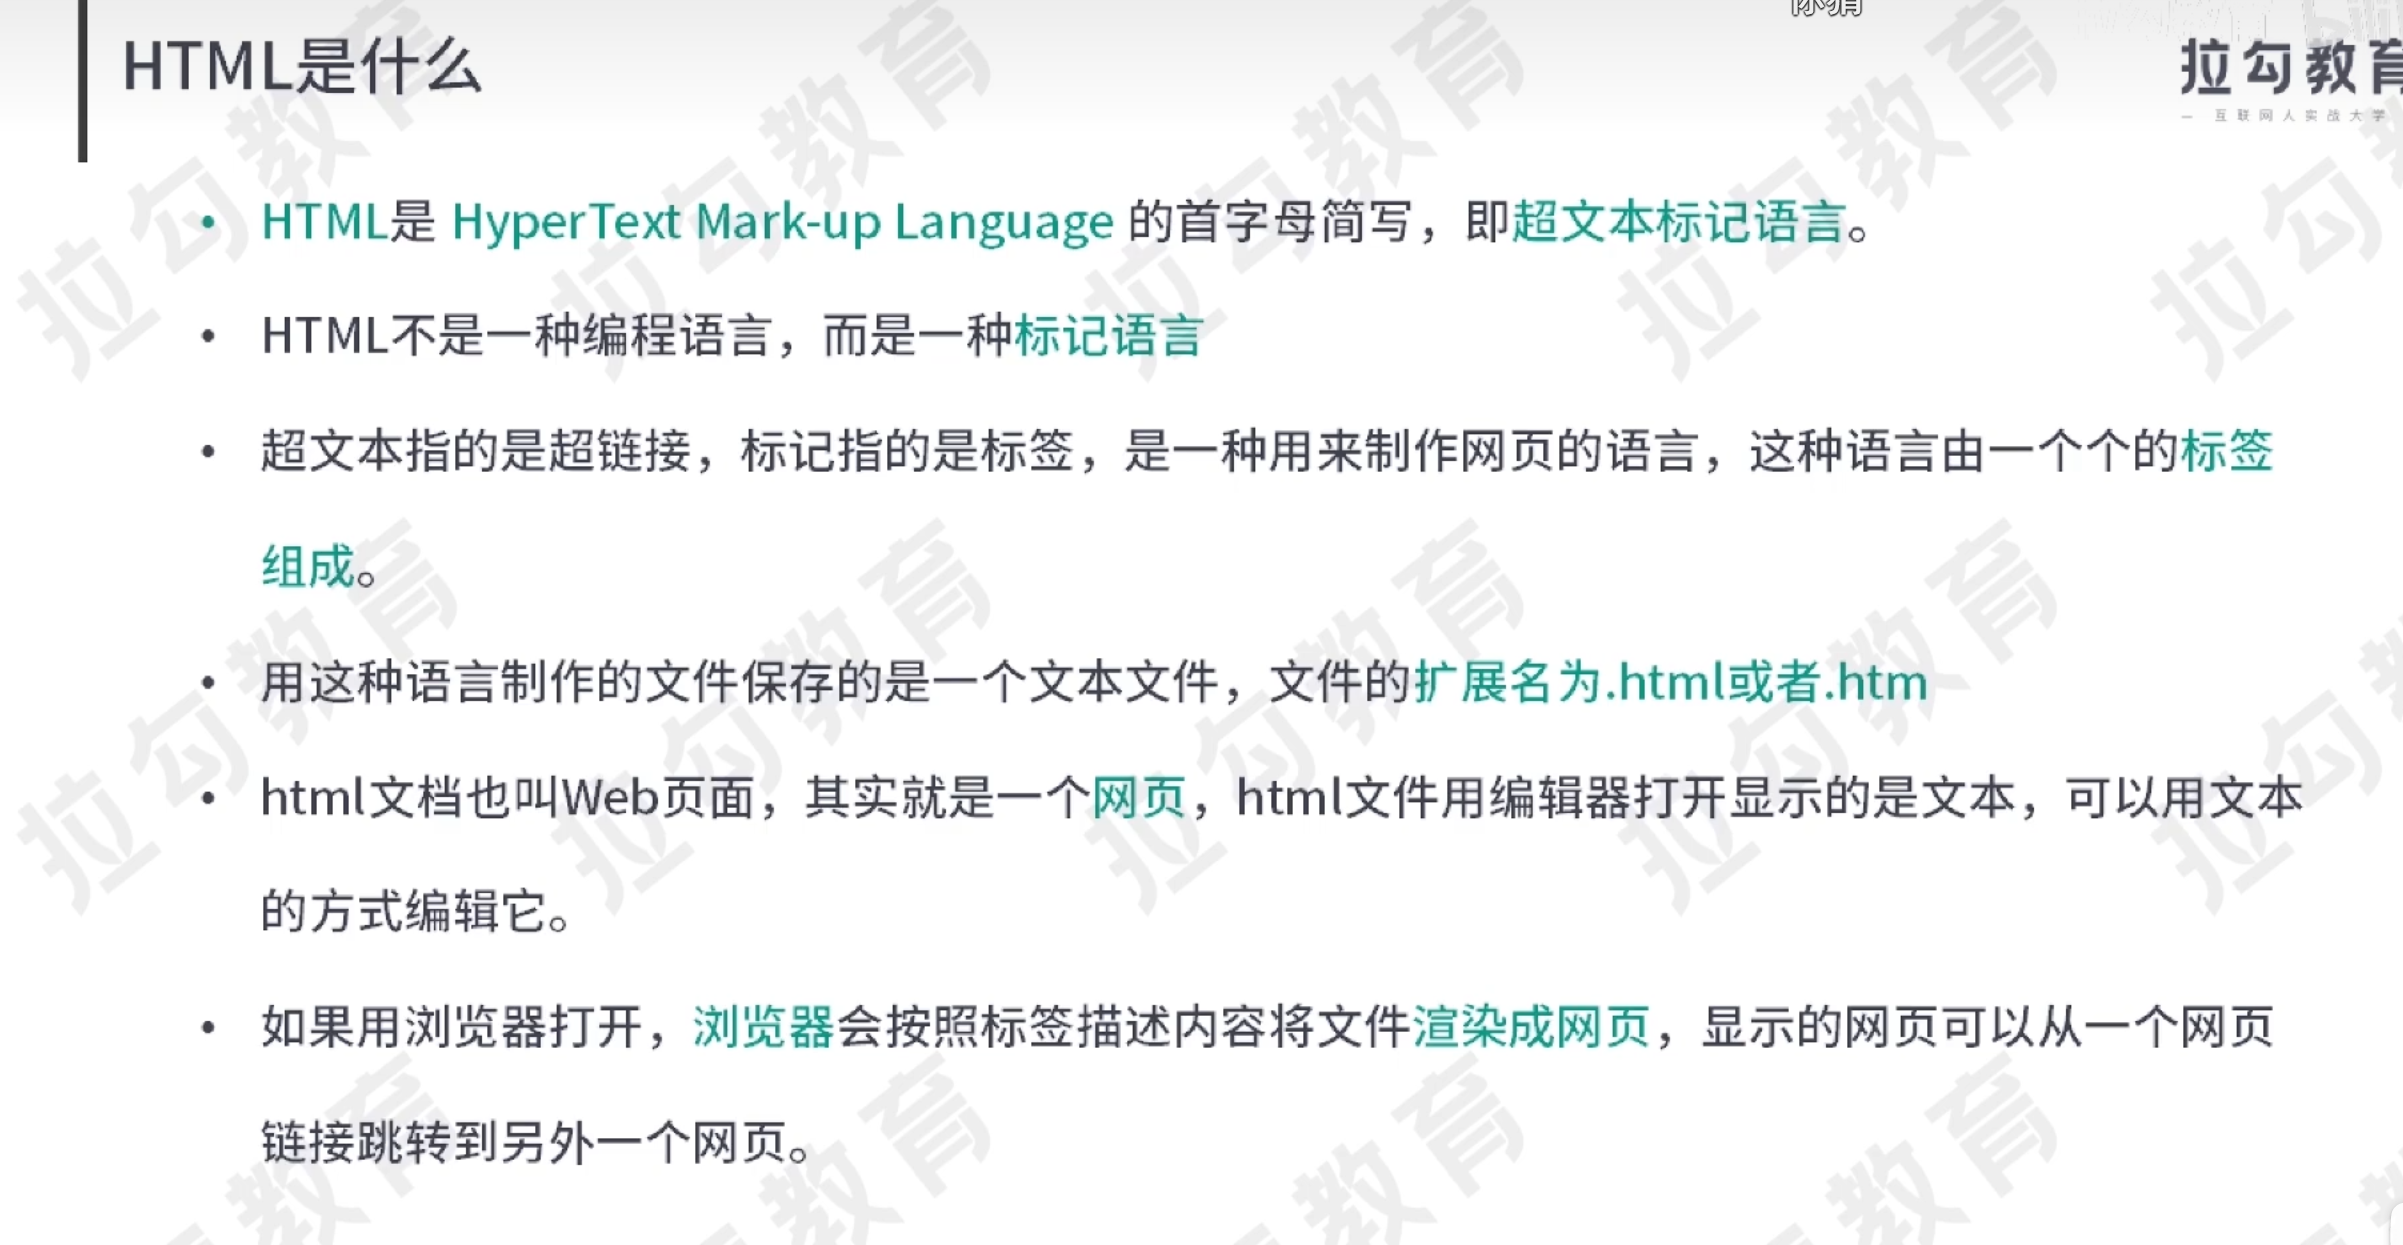 HTML是什么
拉勾教育
— 互联网人实战大学
• HTML是 HyperText Mark-up Language 的首字母简写，即超文本标记语言。
• HTML不是一种编程语言，而是一种标记语言
• 超文本指的是超链接，标记指的是标签，是一种用来制作网页的语言，这种语言由一个个的标签
组成。
• 用这种语言制作的文件保存的是一个文本文件，文件的扩展名为.html或者.htm
• html文档也叫Web页面，其实就是一个网页，html文件用编辑器打开显示的是文本，可以用文本
的方式编辑它。
• 如果用浏览器打开，浏览器会按照标签描述内容将文件渲染成网页，显示的网页可以从一个网页
链接跳转到另外一个网页。